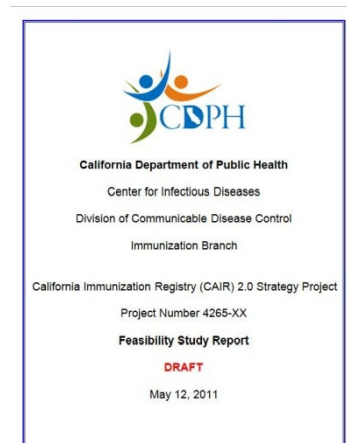 CDPH
California Department of Public Health
Center for Infectious Diseases
Division of Communicable Disease Control
Immunization Branch
California Immunization Registry (CAIR) 2.0 Strategy Project
Project Number 4265-XX
Feasibility Study Report
DRAFT
May 12, 2011